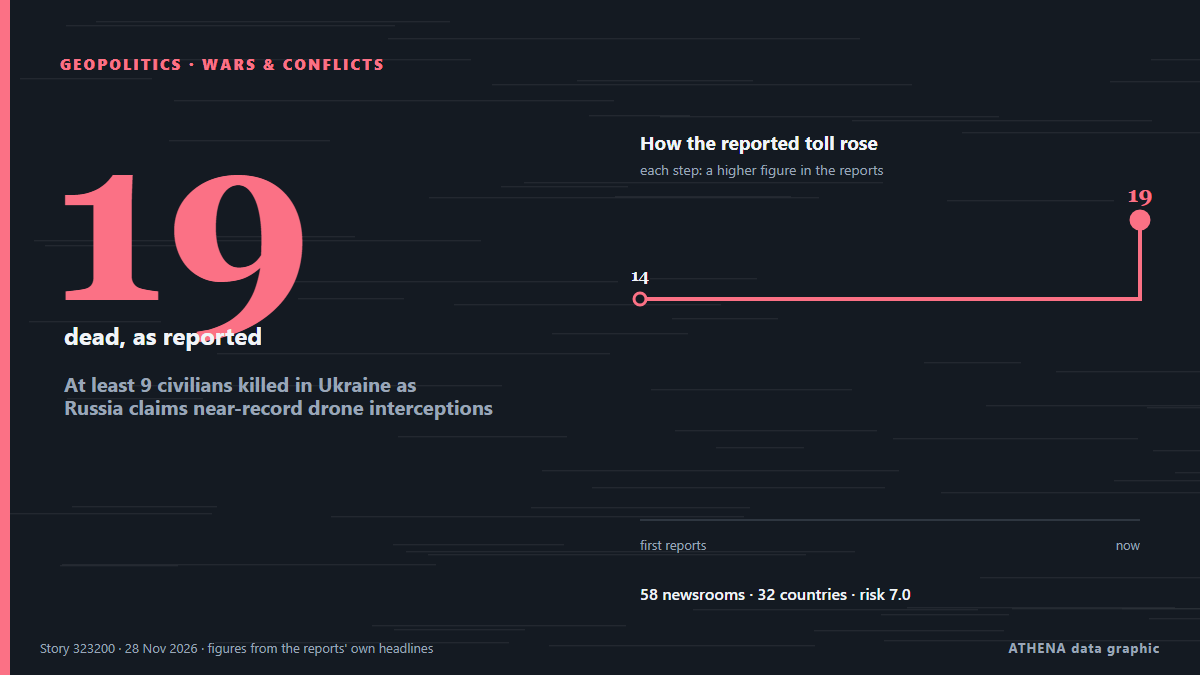 GEOPOLITICS · WARS & CONFLICTS
19
dead, as reported
At least 9 civilians killed in Ukraine as
Russia claims near-record drone interceptions
How the reported toll rose
each step: a higher figure in the reports
19
14
first reports
now
58 newsrooms · 32 countries · risk 7.0
Story 323200 · 28 Nov 2026 · figures from the reports' own headlines
ATHENA data graphic